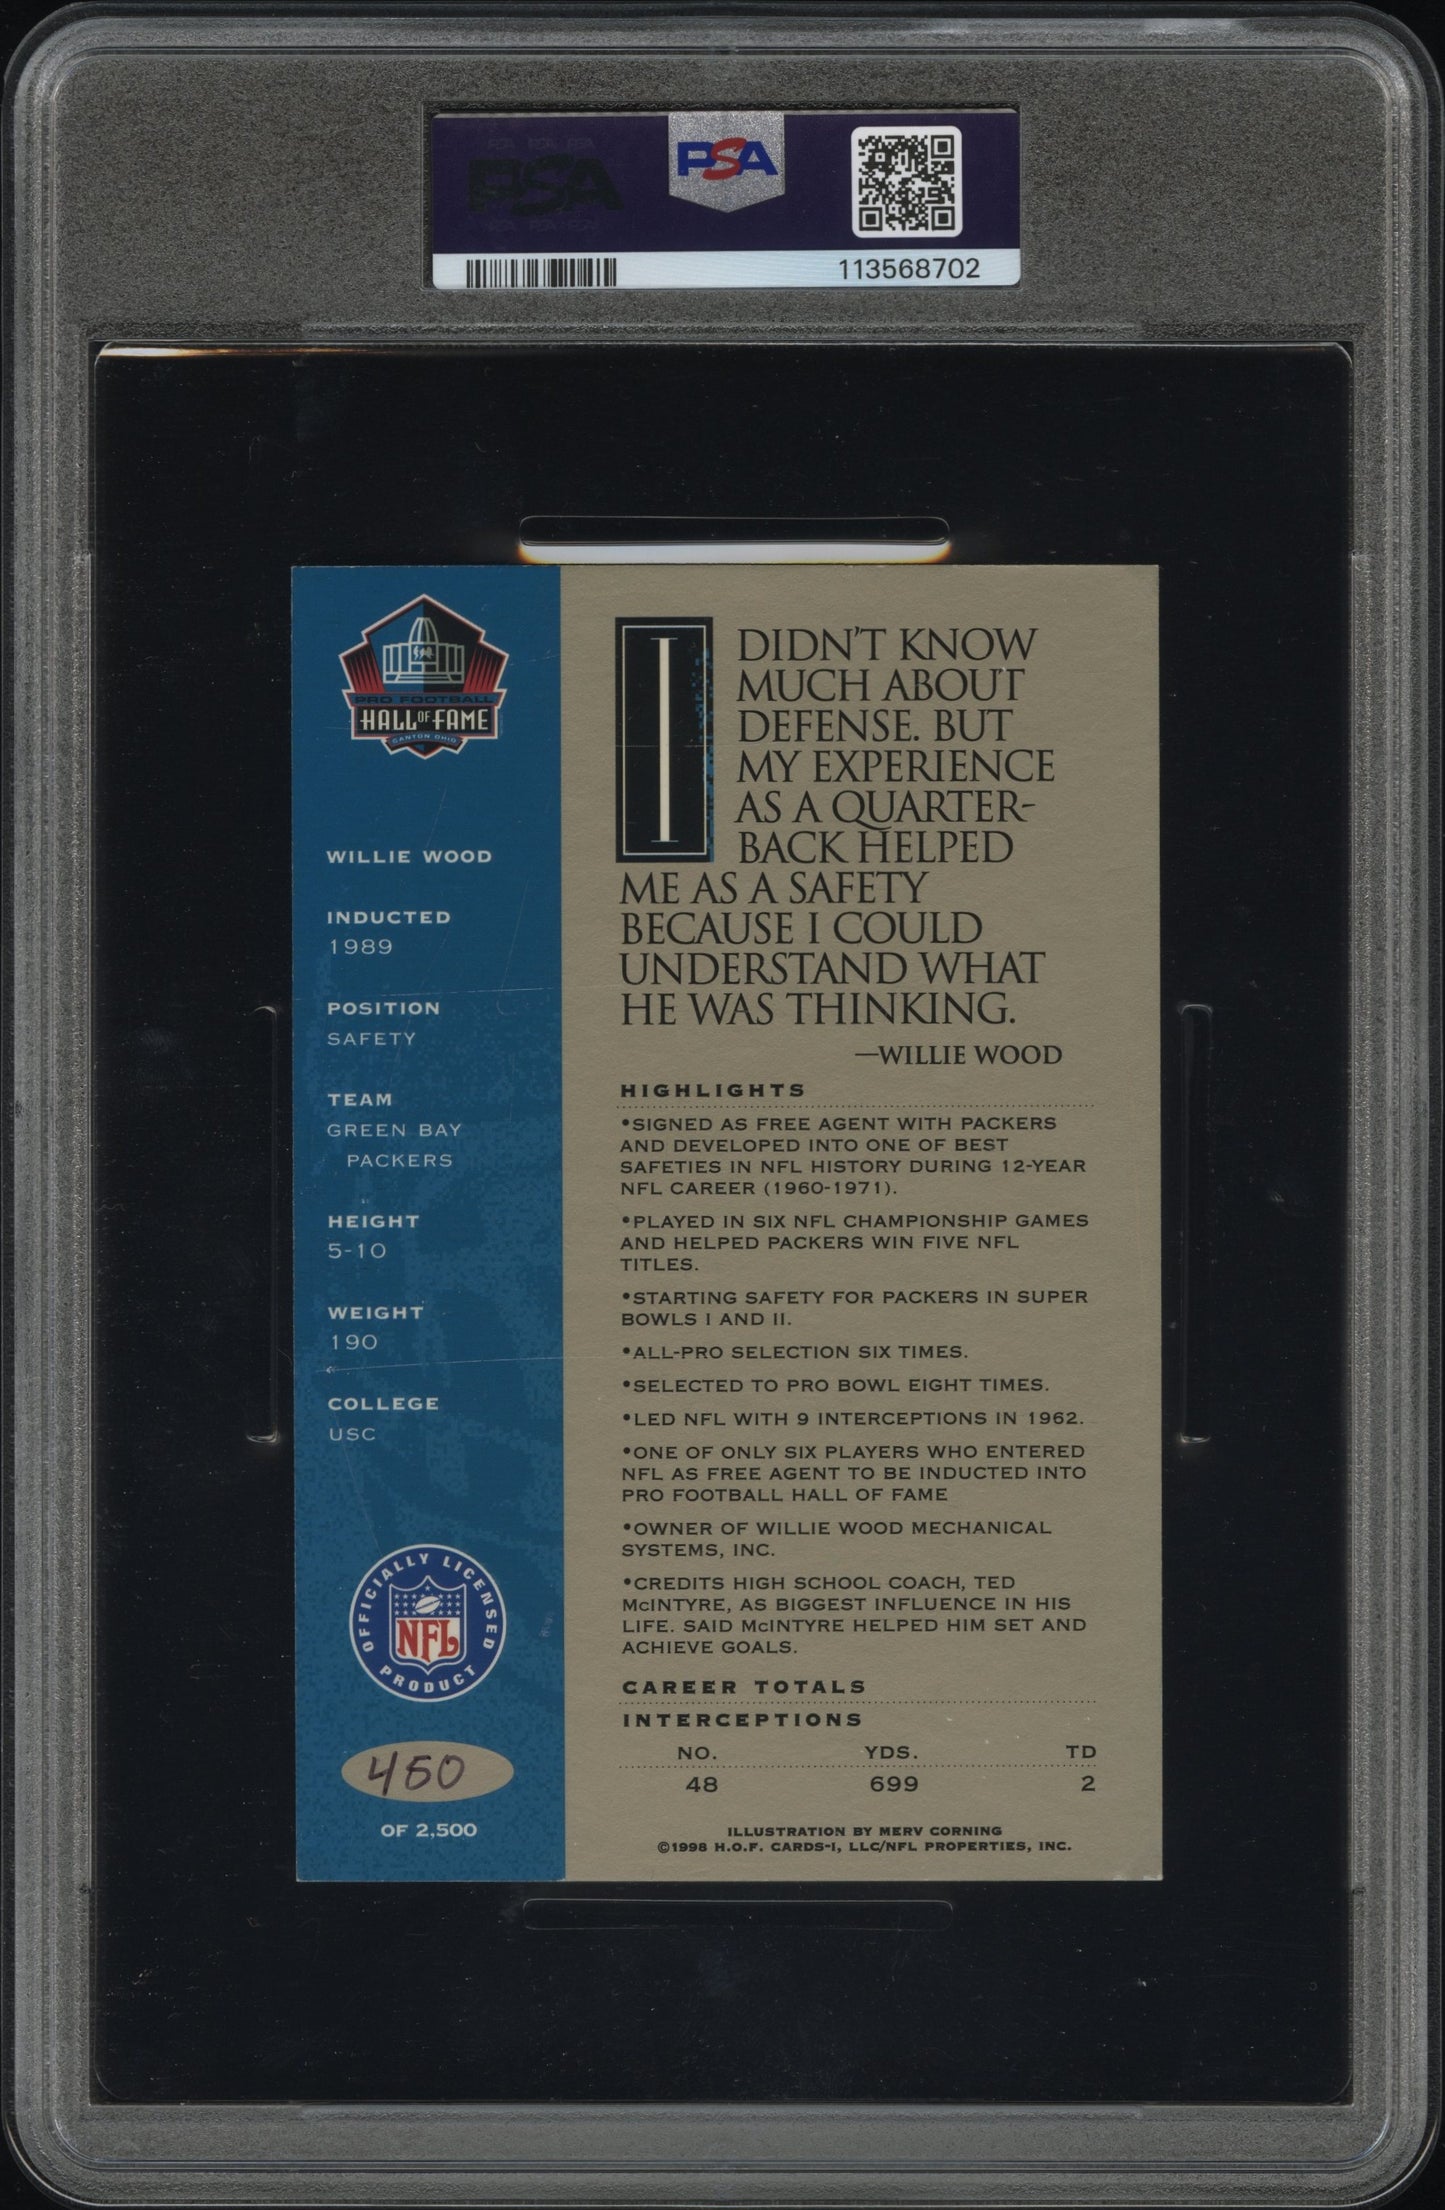 PSA
PSA
113568702
PRO FOOTBALL
HALL OF FAME
CANTON OHIO
WILLIE WOOD
INDUCTED
1989
POSITION
SAFETY
TEAM
GREEN BAY
PACKERS
HEIGHT
5-10
WEIGHT
190
COLLEGE
USC
OFFICIALLY LICENSED
NFL
PRODUCT
450
OF 2,500
I DIDN'T KNOW
MUCH ABOUT
DEFENSE. BUT
MY EXPERIENCE
AS A QUARTER-
BACK HELPED
ME AS A SAFETY
BECAUSE I COULD
UNDERSTAND WHAT
HE WAS THINKING.
—WILLIE WOOD
HIGHLIGHTS
•SIGNED AS FREE AGENT WITH PACKERS
AND DEVELOPED INTO ONE OF BEST
SAFETIES IN NFL HISTORY DURING 12-YEAR
NFL CAREER (1960-1971).
•PLAYED IN SIX NFL CHAMPIONSHIP GAMES
AND HELPED PACKERS WIN FIVE NFL
TITLES.
•STARTING SAFETY FOR PACKERS IN SUPER
BOWLS I AND II.
•ALL-PRO SELECTION SIX TIMES.
•SELECTED TO PRO BOWL EIGHT TIMES.
•LED NFL WITH 9 INTERCEPTIONS IN 1962.
•ONE OF ONLY SIX PLAYERS WHO ENTERED
NFL AS FREE AGENT TO BE INDUCTED INTO
PRO FOOTBALL HALL OF FAME
•OWNER OF WILLIE WOOD MECHANICAL
SYSTEMS, INC.
•CREDITS HIGH SCHOOL COACH, TED
McINTYRE, AS BIGGEST INFLUENCE IN HIS
LIFE. SAID McINTYRE HELPED HIM SET AND
ACHIEVE GOALS.
CAREER TOTALS
INTERCEPTIONS
NO. YDS. TD
48 699 2
ILLUSTRATION BY MERV CORNING
©1998 H.O.F. CARDS-I, LLC/NFL PROPERTIES, INC.